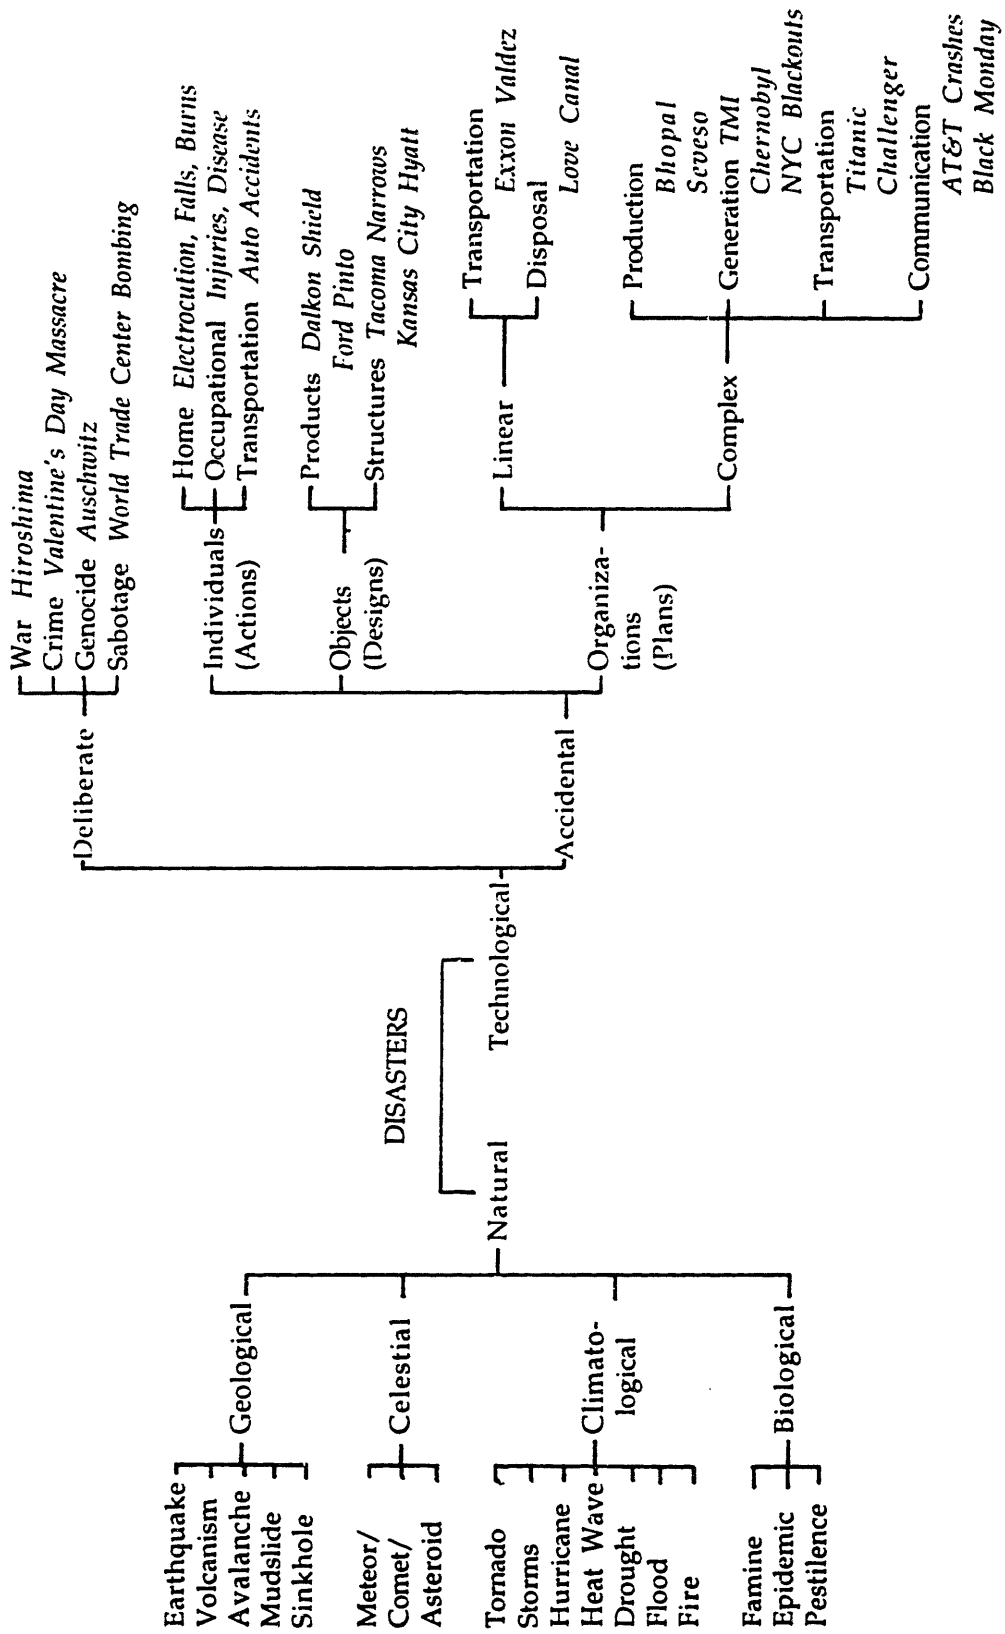 DISASTERS
Natural
Technological
Geological
Earthquake
Volcanism
Avalanche
Mudslide
Sinkhole
Celestial
Meteor/
Comet/
Asteroid
Climato-
logical
Tornado
Storms
Hurricane
Heat Wave
Drought
Flood
Fire
Biological
Famine
Epidemic
Pestilence
Deliberate
War Hiroshima
Crime Valentine's Day Massacre
Genocide Auschwitz
Sabotage World Trade Center Bombing
Accidental
Individuals
(Actions)
Home Electrocution, Falls, Burns
Occupational Injuries, Disease
Transportation Auto Accidents
Objects
(Designs)
Products Dalkon Shield
Ford Pinto
Structures Tacoma Narrows
Kansas City Hyatt
Organiza-
tions
(Plans)
Linear
Transportation
Exxon Valdez
Disposal
Love Canal
Complex
Production
Bhopal
Seveso
Generation TMI
Chernobyl
NYC Blackouts
Transportation
Titanic
Challenger
Communication
AT&T Crashes
Black Monday